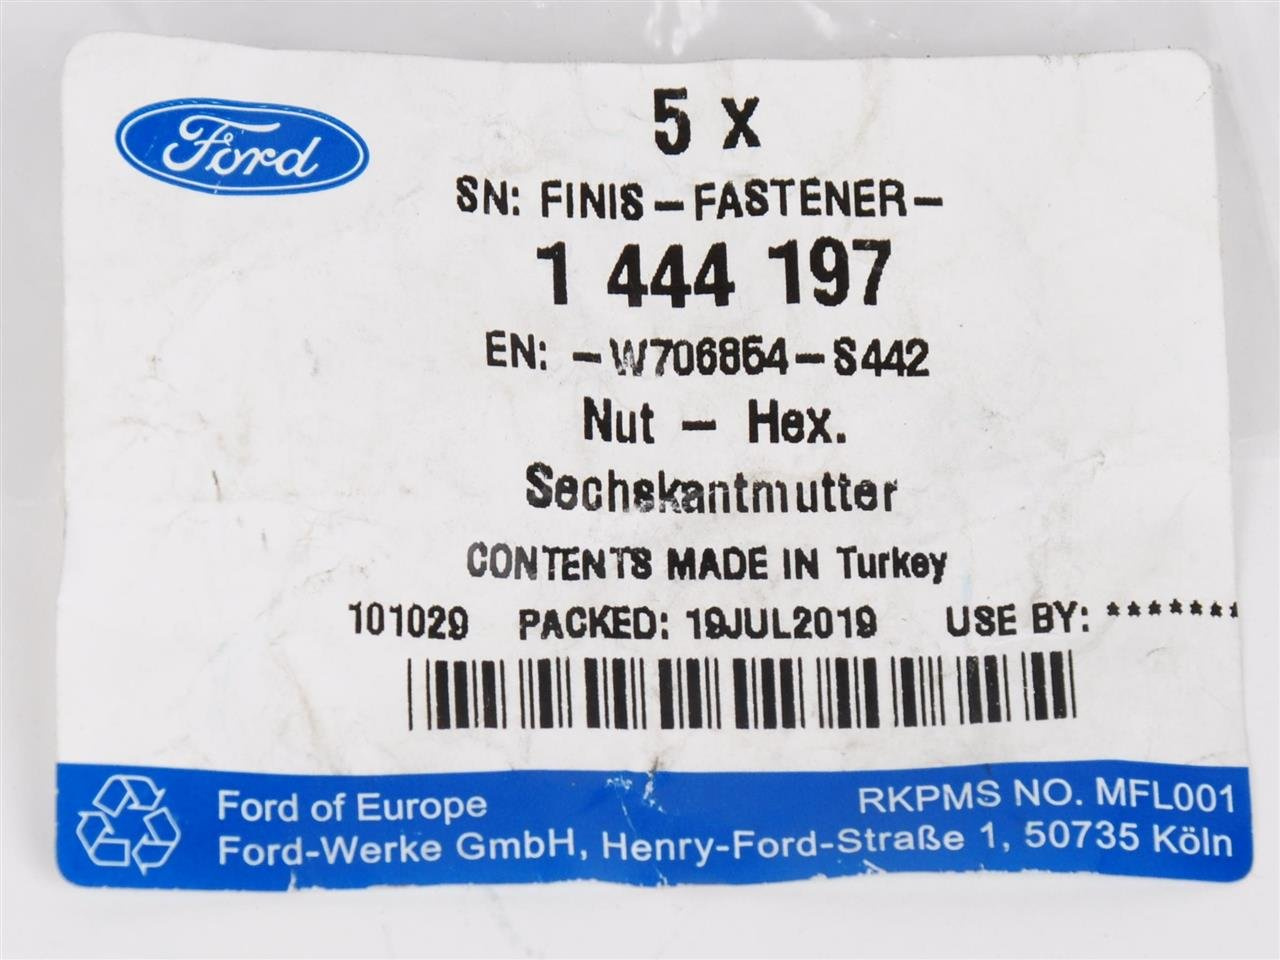 Ford
5 x
SN: FINIS-FASTENER-
1 444 197
EN: -W706854-S442
Nut - Hex.
Sechskantmutter
CONTENTS MADE IN Turkey
101029 PACKED: 19JUL2019 USE BY: *******
Ford of Europe RKPMS NO. MFL001
Ford-Werke GmbH, Henry-Ford-Straße 1, 50735 Köln